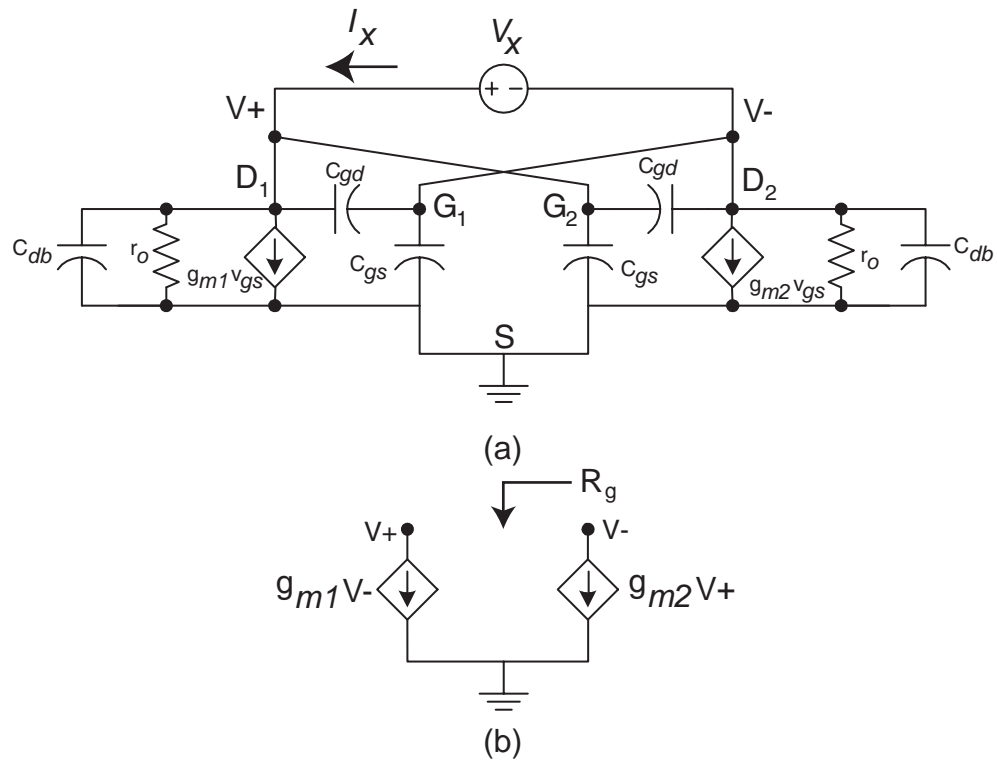 I_x
V_x
V+
V-
D_1
C_gd
G_1
G_2
C_gd
D_2
C_db
r_o
g_m1 v_gs
C_gs
C_gs
g_m2 v_gs
r_o
C_db
S
(a)
R_g
V+
V-
g_m1 V-
g_m2 V+
(b)